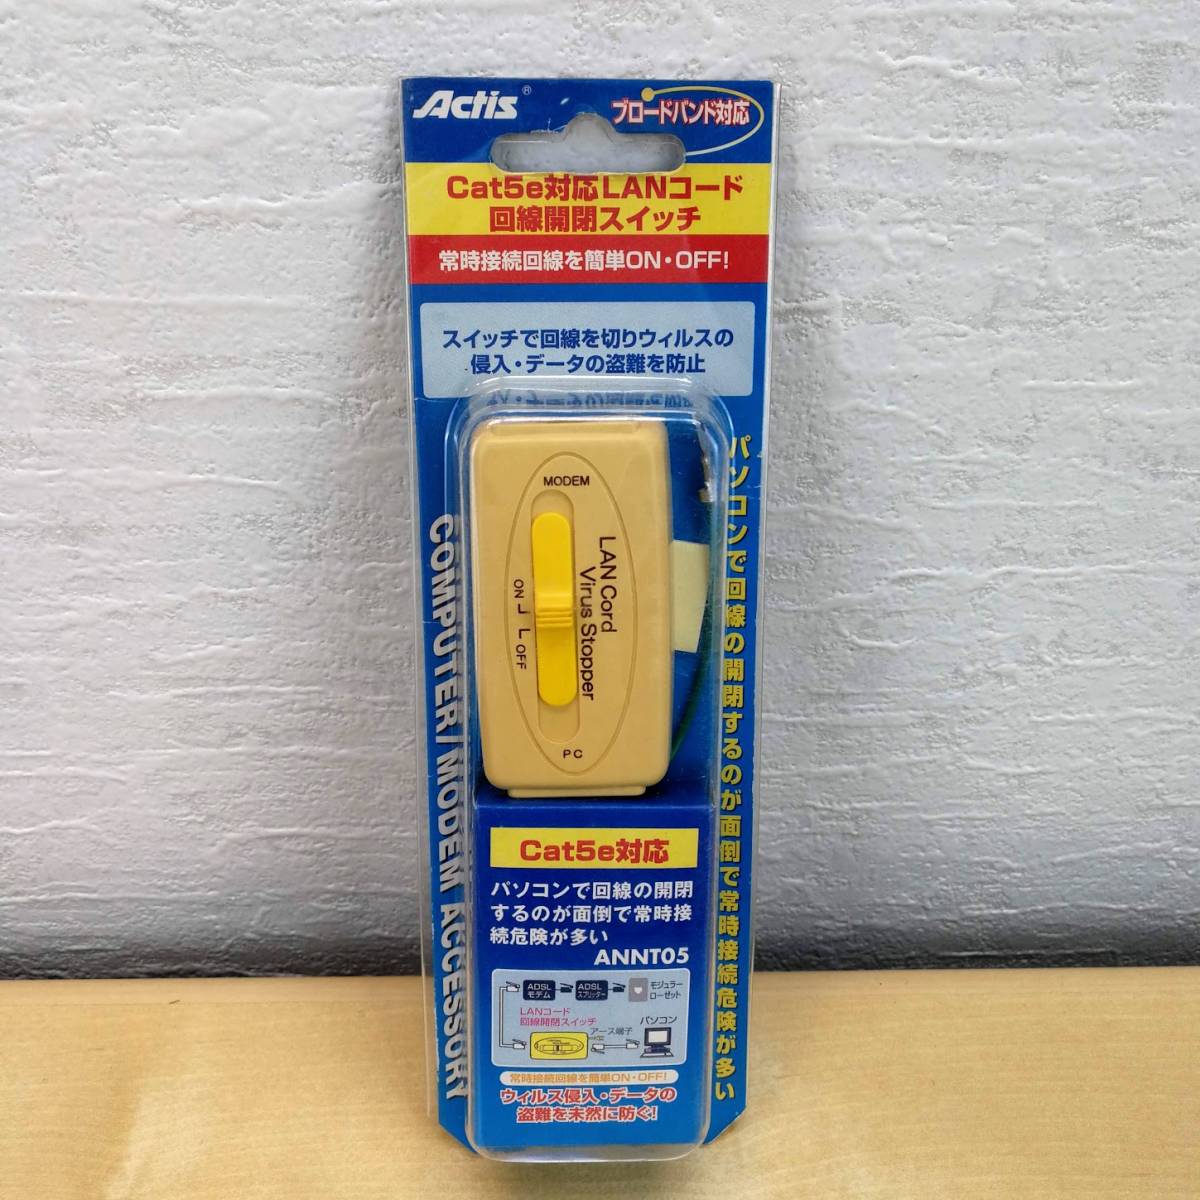 Actis®
ブロードバンド対応
Cat5e対応LANコード
回線開閉スイッチ
常時接続回線を簡単ON・OFF!
スイッチで回線を切りウィルスの
侵入・データの盗難を防止
MODEM
LAN Cord
Virus Stopper
ON
OFF
PC
パソコンで回線の開閉するのが面倒で常時接続危険が多い
COMPUTER/MODEM ACCESSORY
Cat5e対応
パソコンで回線の開閉
するのが面倒で常時接
続危険が多い
ANNT05
ADSL
モデム
ADSL
スプリッター
モジュラー
ローゼット
LANコード
回線開閉スイッチ
アース端子
パソコン
常時接続回線を簡単ON・OFF!
ウィルス侵入・データの
盗難を未然に防ぐ!